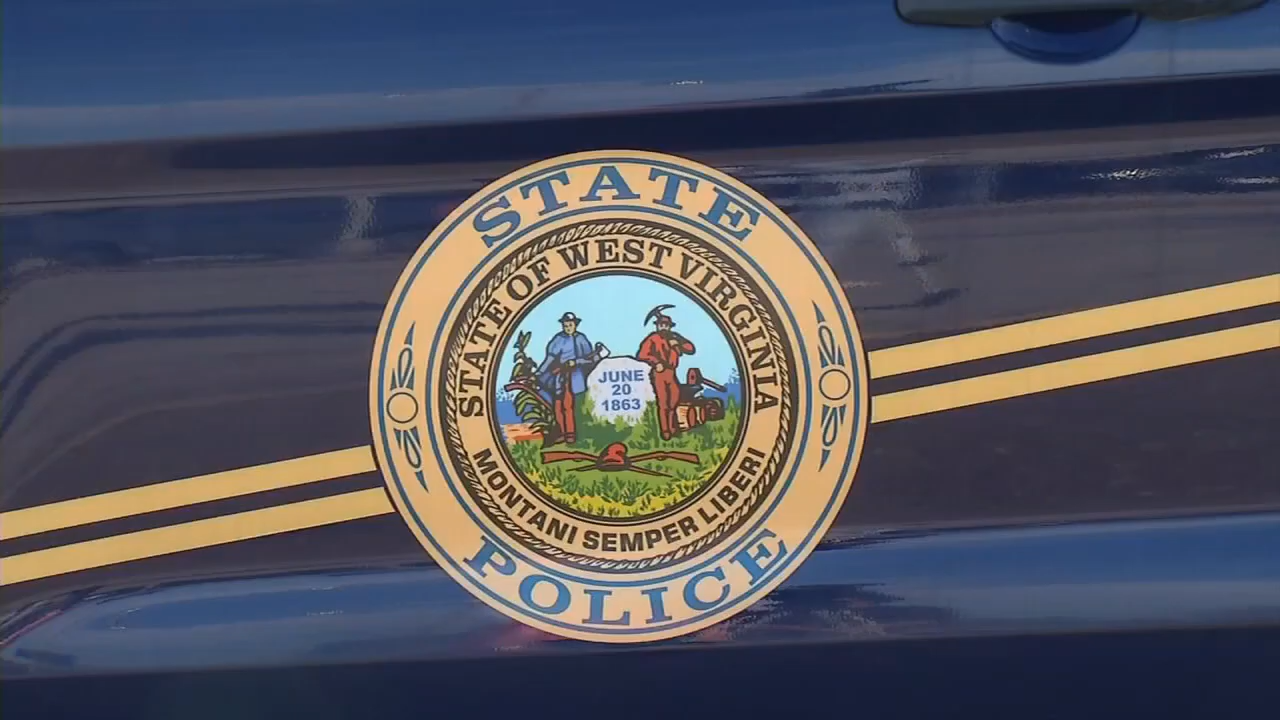 STATE
STATE OF WEST VIRGINIA
JUNE
20
1863
MONTANI SEMPER LIBERI
POLICE